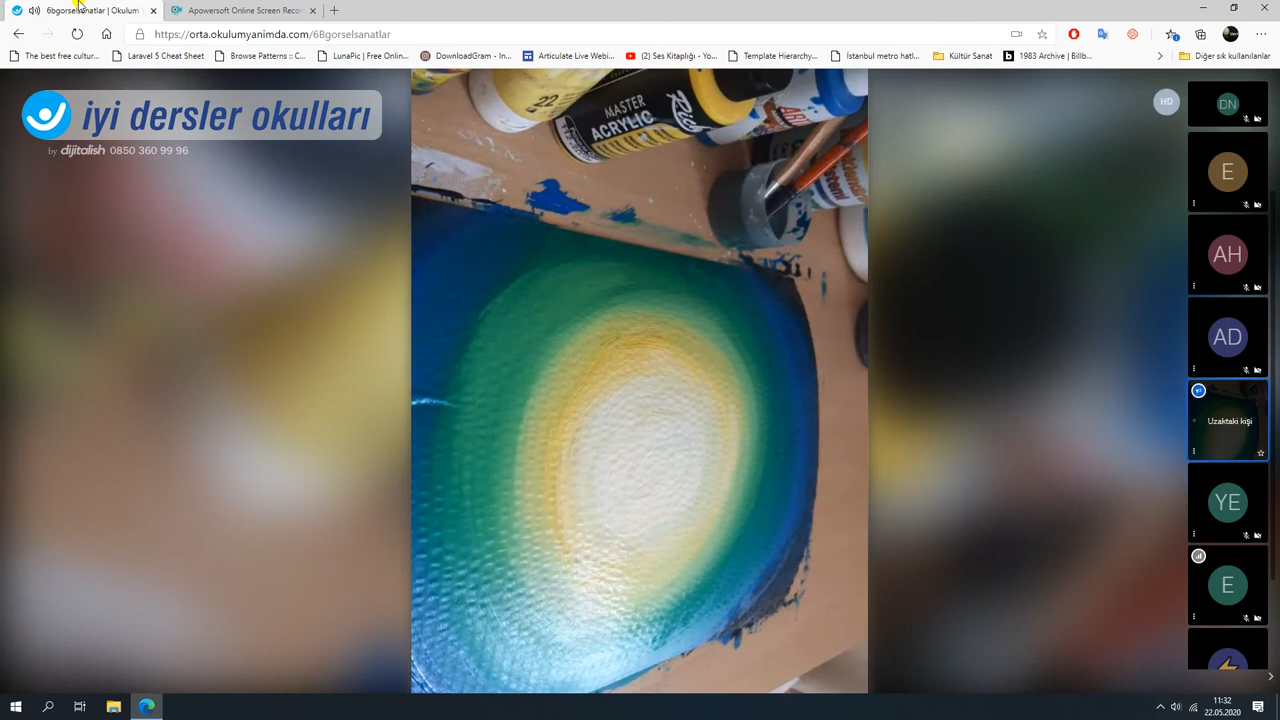 6bgorselsanatlar | Okulum
Apowersoft Online Screen Recor
https://orta.okulumyanimda.com/6Bgorselsanatlar
The best free cultur...
Laravel 5 Cheat Sheet
Browse Patterns :: C...
LunaPic | Free Onlin...
DownloadGram - In...
Articulate Live Webi...
(2) Ses Kitaplığı - Yo...
Template Hierarchy...
İstanbul metro hatl...
Kültür Sanat
1983 Archive | Billb...
Diğer sık kullanılanlar
iyi dersler okulları
by dijitalish 0850 360 99 96
22
MASTER
ACRYLIC
Rich
HD
DN
E
AH
AD
Uzaktaki kişi
YE
E
11:32
22.05.2020